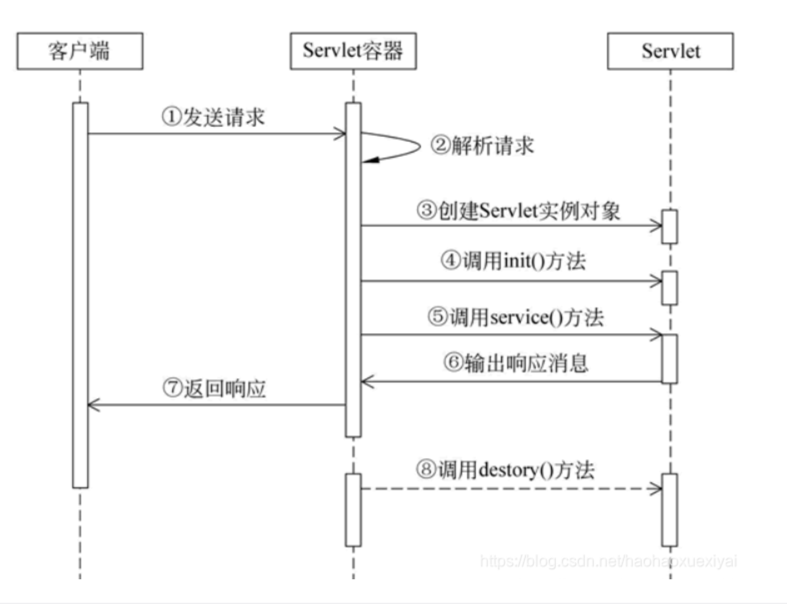 客户端
Servlet容器
Servlet
①发送请求
②解析请求
③创建Servlet实例对象
④调用init()方法
⑤调用service()方法
⑥输出响应消息
⑦返回响应
⑧调用destory()方法
https://blog.csdn.net/haohaoxuexiyai